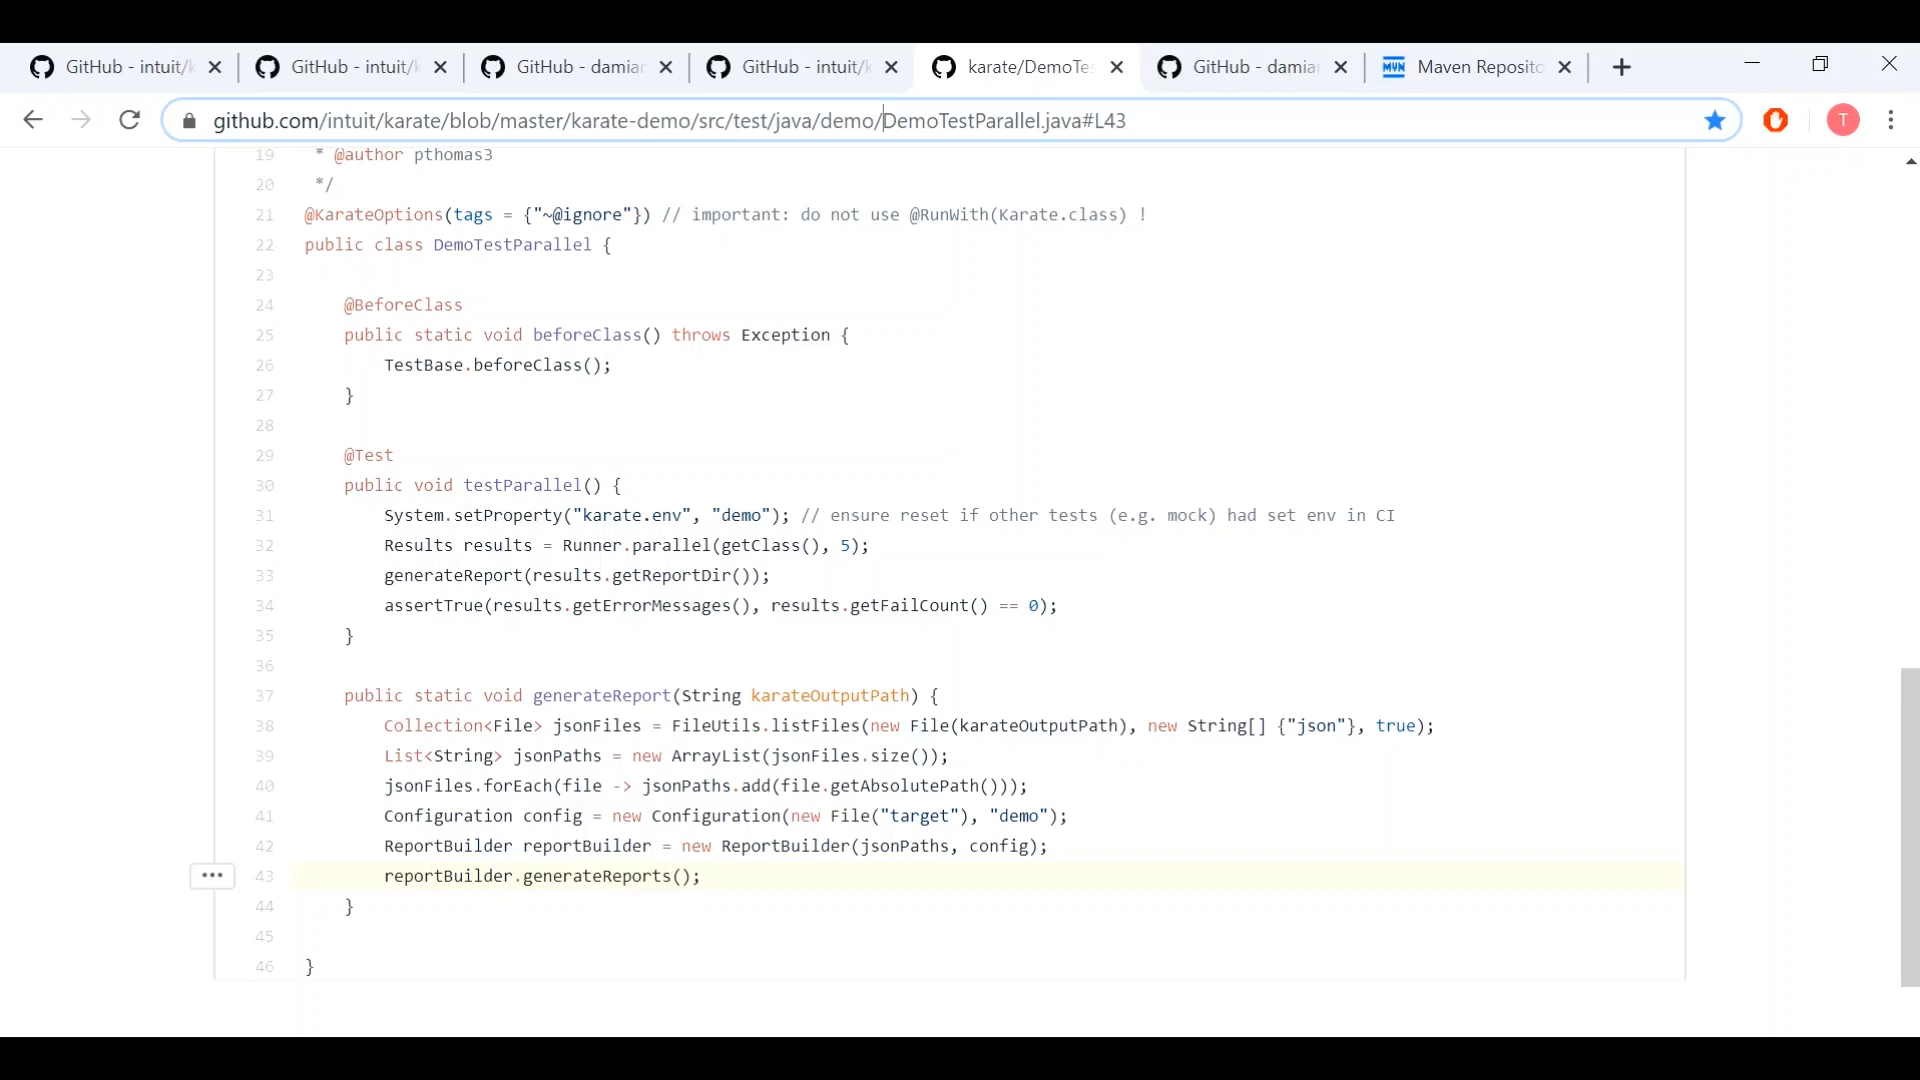 GitHub - intuit/k
GitHub - intuit/k
GitHub - damian
GitHub - intuit/k
karate/DemoTes
GitHub - damian
MVN Maven Reposito
github.com/intuit/karate/blob/master/karate-demo/src/test/java/demo/DemoTestParallel.java#L43
T
19 * @author pthomas3
20 */
21 @KarateOptions(tags = {"~@ignore"}) // important: do not use @RunWith(Karate.class) !
22 public class DemoTestParallel {
23
24 @BeforeClass
25 public static void beforeClass() throws Exception {
26 TestBase.beforeClass();
27 }
28
29 @Test
30 public void testParallel() {
31 System.setProperty("karate.env", "demo"); // ensure reset if other tests (e.g. mock) had set env in CI
32 Results results = Runner.parallel(getClass(), 5);
33 generateReport(results.getReportDir());
34 assertTrue(results.getErrorMessages(), results.getFailCount() == 0);
35 }
36
37 public static void generateReport(String karateOutputPath) {
38 Collection<File> jsonFiles = FileUtils.listFiles(new File(karateOutputPath), new String[] {"json"}, true);
39 List<String> jsonPaths = new ArrayList(jsonFiles.size());
40 jsonFiles.forEach(file -> jsonPaths.add(file.getAbsolutePath()));
41 Configuration config = new Configuration(new File("target"), "demo");
42 ReportBuilder reportBuilder = new ReportBuilder(jsonPaths, config);
43 reportBuilder.generateReports();
44 }
45
46 }